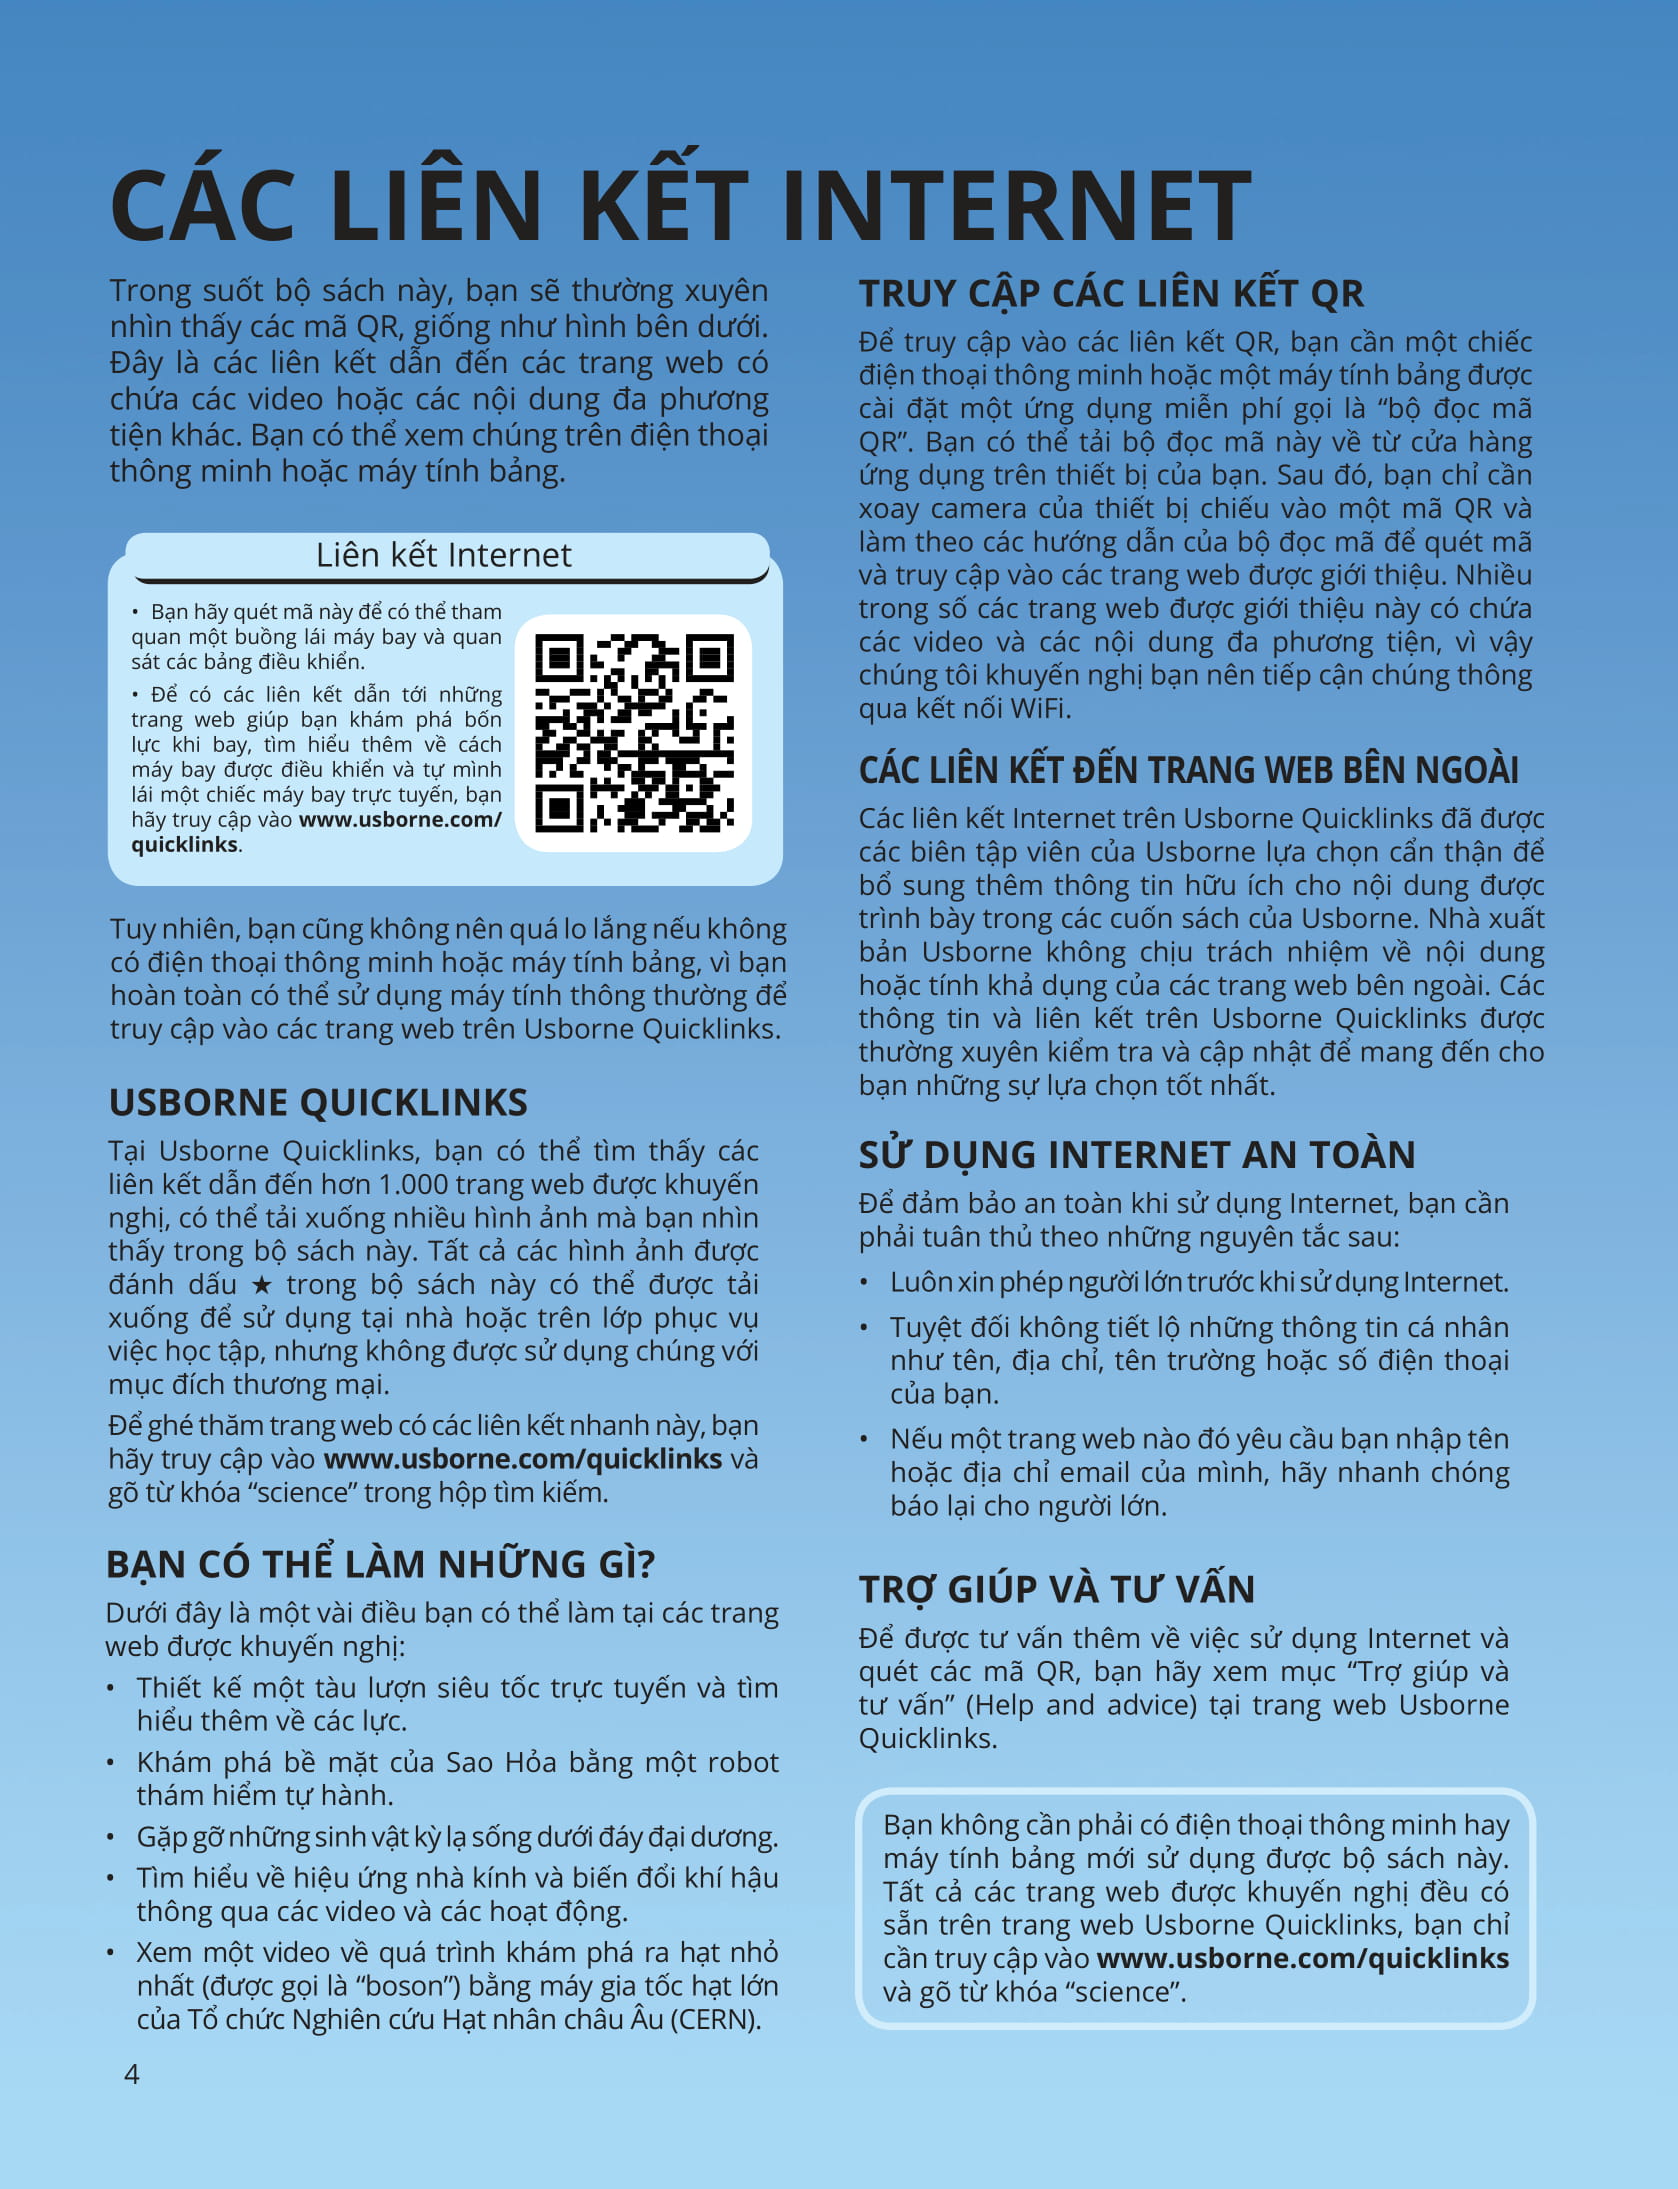 CÁC LIÊN KẾT INTERNET
Trong suốt bộ sách này, bạn sẽ thường xuyên
nhìn thấy các mã QR, giống như hình bên dưới.
Đây là các liên kết dẫn đến các trang web có
chứa các video hoặc các nội dung đa phương
tiện khác. Bạn có thể xem chúng trên điện thoại
thông minh hoặc máy tính bảng.
Liên kết Internet
• Bạn hãy quét mã này để có thể tham
quan một buồng lái máy bay và quan
sát các bảng điều khiển.
• Để có các liên kết dẫn tới những
trang web giúp bạn khám phá bốn
lực khi bay, tìm hiểu thêm về cách
máy bay được điều khiển và tự mình
lái một chiếc máy bay trực tuyến, bạn
hãy truy cập vào www.usborne.com/
quicklinks.
Tuy nhiên, bạn cũng không nên quá lo lắng nếu không
có điện thoại thông minh hoặc máy tính bảng, vì bạn
hoàn toàn có thể sử dụng máy tính thông thường để
truy cập vào các trang web trên Usborne Quicklinks.
USBORNE QUICKLINKS
Tại Usborne Quicklinks, bạn có thể tìm thấy các
liên kết dẫn đến hơn 1.000 trang web được khuyến
nghị, có thể tải xuống nhiều hình ảnh mà bạn nhìn
thấy trong bộ sách này. Tất cả các hình ảnh được
đánh dấu ★ trong bộ sách này có thể được tải
xuống để sử dụng tại nhà hoặc trên lớp phục vụ
việc học tập, nhưng không được sử dụng chúng với
mục đích thương mại.
Để ghé thăm trang web có các liên kết nhanh này, bạn
hãy truy cập vào www.usborne.com/quicklinks và
gõ từ khóa “science” trong hộp tìm kiếm.
BẠN CÓ THỂ LÀM NHỮNG GÌ?
Dưới đây là một vài điều bạn có thể làm tại các trang
web được khuyến nghị:
• Thiết kế một tàu lượn siêu tốc trực tuyến và tìm
hiểu thêm về các lực.
• Khám phá bề mặt của Sao Hỏa bằng một robot
thám hiểm tự hành.
• Gặp gỡ những sinh vật kỳ lạ sống dưới đáy đại dương.
• Tìm hiểu về hiệu ứng nhà kính và biến đổi khí hậu
thông qua các video và các hoạt động.
• Xem một video về quá trình khám phá ra hạt nhỏ
nhất (được gọi là “boson”) bằng máy gia tốc hạt lớn
của Tổ chức Nghiên cứu Hạt nhân châu Âu (CERN).
TRUY CẬP CÁC LIÊN KẾT QR
Để truy cập vào các liên kết QR, bạn cần một chiếc
điện thoại thông minh hoặc một máy tính bảng được
cài đặt một ứng dụng miễn phí gọi là “bộ đọc mã
QR”. Bạn có thể tải bộ đọc mã này về từ cửa hàng
ứng dụng trên thiết bị của bạn. Sau đó, bạn chỉ cần
xoay camera của thiết bị chiếu vào một mã QR và
làm theo các hướng dẫn của bộ đọc mã để quét mã
và truy cập vào các trang web được giới thiệu. Nhiều
trong số các trang web được giới thiệu này có chứa
các video và các nội dung đa phương tiện, vì vậy
chúng tôi khuyến nghị bạn nên tiếp cận chúng thông
qua kết nối WiFi.
CÁC LIÊN KẾT ĐẾN TRANG WEB BÊN NGOÀI
Các liên kết Internet trên Usborne Quicklinks đã được
các biên tập viên của Usborne lựa chọn cẩn thận để
bổ sung thêm thông tin hữu ích cho nội dung được
trình bày trong các cuốn sách của Usborne. Nhà xuất
bản Usborne không chịu trách nhiệm về nội dung
hoặc tính khả dụng của các trang web bên ngoài. Các
thông tin và liên kết trên Usborne Quicklinks được
thường xuyên kiểm tra và cập nhật để mang đến cho
bạn những sự lựa chọn tốt nhất.
SỬ DỤNG INTERNET AN TOÀN
Để đảm bảo an toàn khi sử dụng Internet, bạn cần
phải tuân thủ theo những nguyên tắc sau:
• Luôn xin phép người lớn trước khi sử dụng Internet.
• Tuyệt đối không tiết lộ những thông tin cá nhân
như tên, địa chỉ, tên trường hoặc số điện thoại
của bạn.
• Nếu một trang web nào đó yêu cầu bạn nhập tên
hoặc địa chỉ email của mình, hãy nhanh chóng
báo lại cho người lớn.
TRỢ GIÚP VÀ TƯ VẤN
Để được tư vấn thêm về việc sử dụng Internet và
quét các mã QR, bạn hãy xem mục “Trợ giúp và
tư vấn” (Help and advice) tại trang web Usborne
Quicklinks.
Bạn không cần phải có điện thoại thông minh hay
máy tính bảng mới sử dụng được bộ sách này.
Tất cả các trang web được khuyến nghị đều có
sẵn trên trang web Usborne Quicklinks, bạn chỉ
cần truy cập vào www.usborne.com/quicklinks
và gõ từ khóa “science”.
4